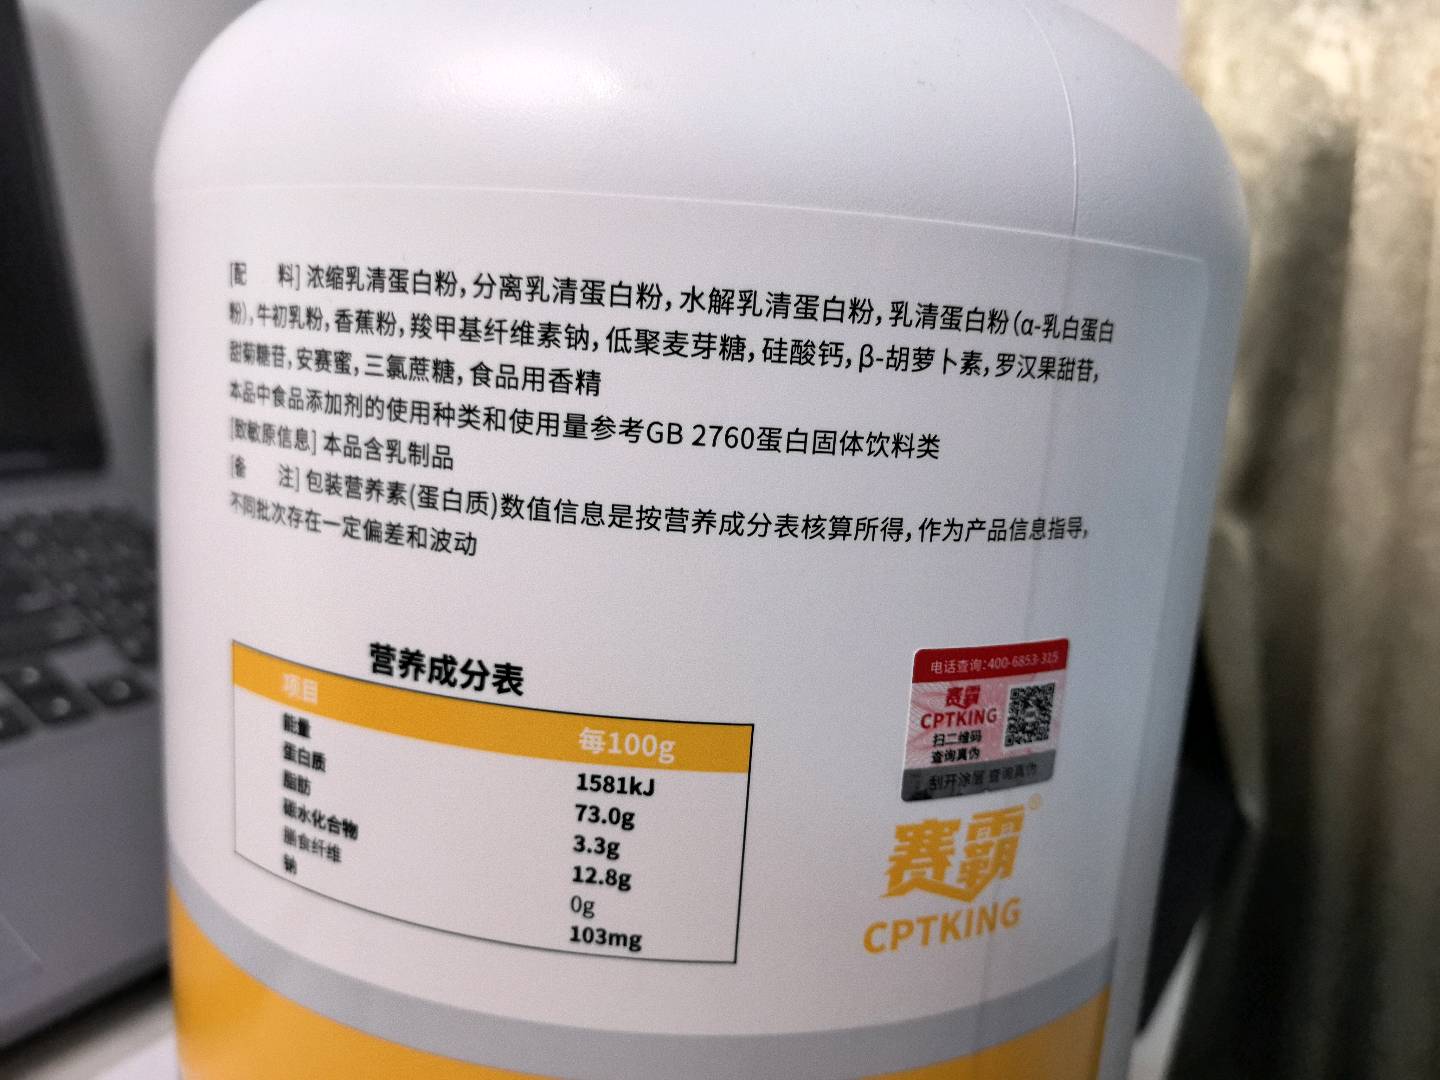 [配 料] 浓缩乳清蛋白粉, 分离乳清蛋白粉, 水解乳清蛋白粉, 乳清蛋白粉 (α-乳白蛋白
粉), 牛初乳粉, 香蕉粉, 羧甲基纤维素钠, 低聚麦芽糖, 硅酸钙, β-胡萝卜素, 罗汉果甜苷,
甜菊糖苷, 安赛蜜, 三氯蔗糖, 食品用香精
本品中食品添加剂的使用种类和使用量参考GB 2760蛋白固体饮料类
[致敏原信息] 本品含乳制品
[备 注] 包装营养素(蛋白质)数值信息是按营养成分表核算所得, 作为产品信息指导,
不同批次存在一定偏差和波动
营养成分表
项目 每100g
能量 1581kJ
蛋白质 73.0g
脂肪 3.3g
碳水化合物 12.8g
膳食纤维 0g
钠 103mg
电话查询:400-6853-315
赛霸
CPTKING
扫二维码
查询真伪
刮开涂层 查询真伪
赛霸®
CPTKING